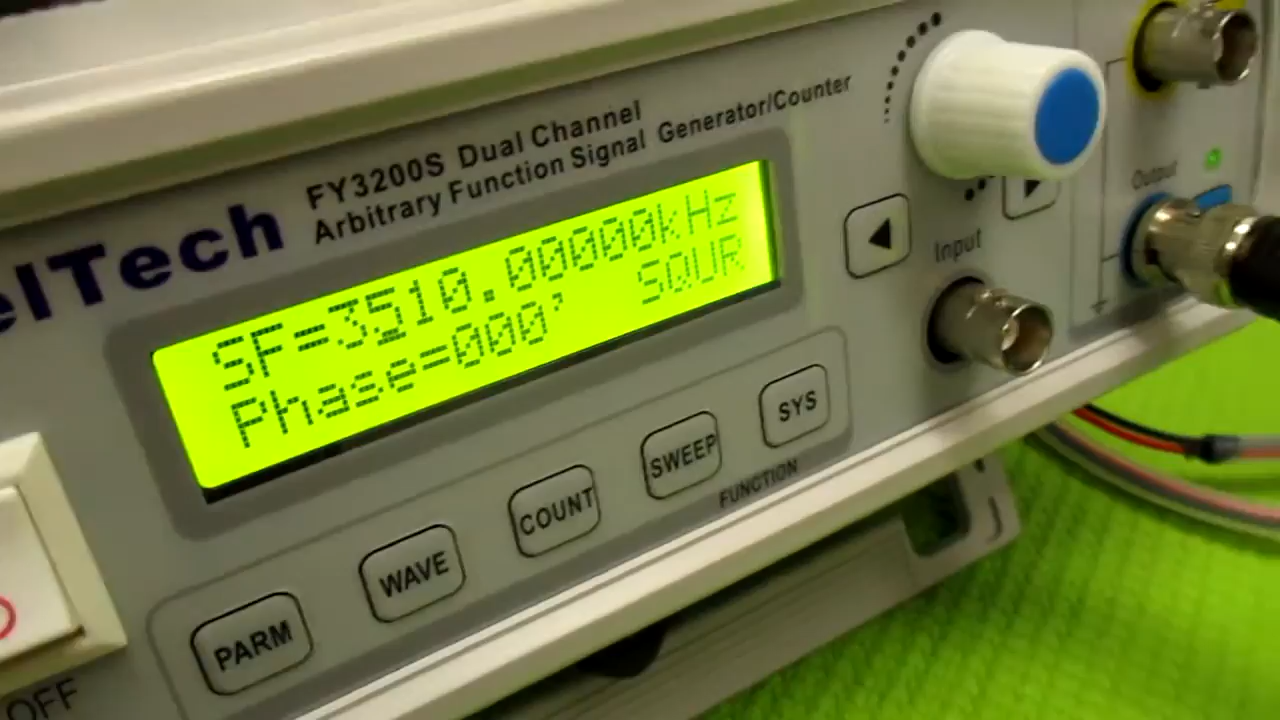 elTech
FY3200S Dual Channel
Arbitrary Function Signal Generator/Counter
SF=3510.00000kHz
Phase=000' SQUR
Output
Input
PARM
WAVE
COUNT
SWEEP
SYS
FUNCTION
OFF